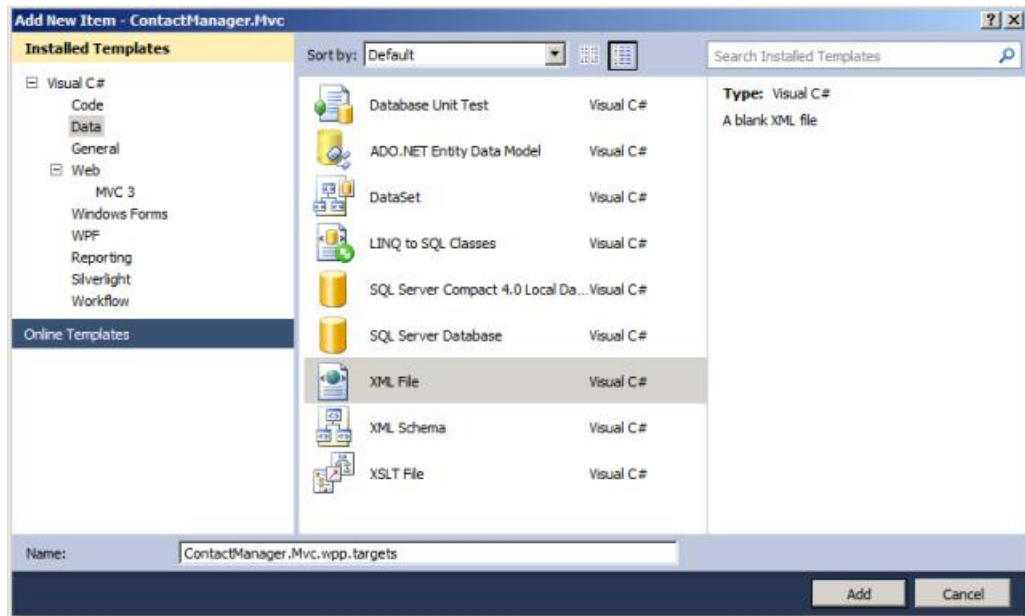 Add New Item - ContactManager.Mvc
Installed Templates
Visual C#
Code
Data
General
Web
MVC 3
Windows Forms
WPF
Reporting
Silverlight
Workflow
Online Templates
Sort by: Default
Database Unit Test Visual C#
ADO.NET Entity Data Model Visual C#
DataSet Visual C#
LINQ to SQL Classes Visual C#
SQL Server Compact 4.0 Local Da... Visual C#
SQL Server Database Visual C#
XML File Visual C#
XML Schema Visual C#
XSLT File Visual C#
Search Installed Templates
Type: Visual C#
A blank XML file
Name: ContactManager.Mvc.wpp.targets
Add Cancel